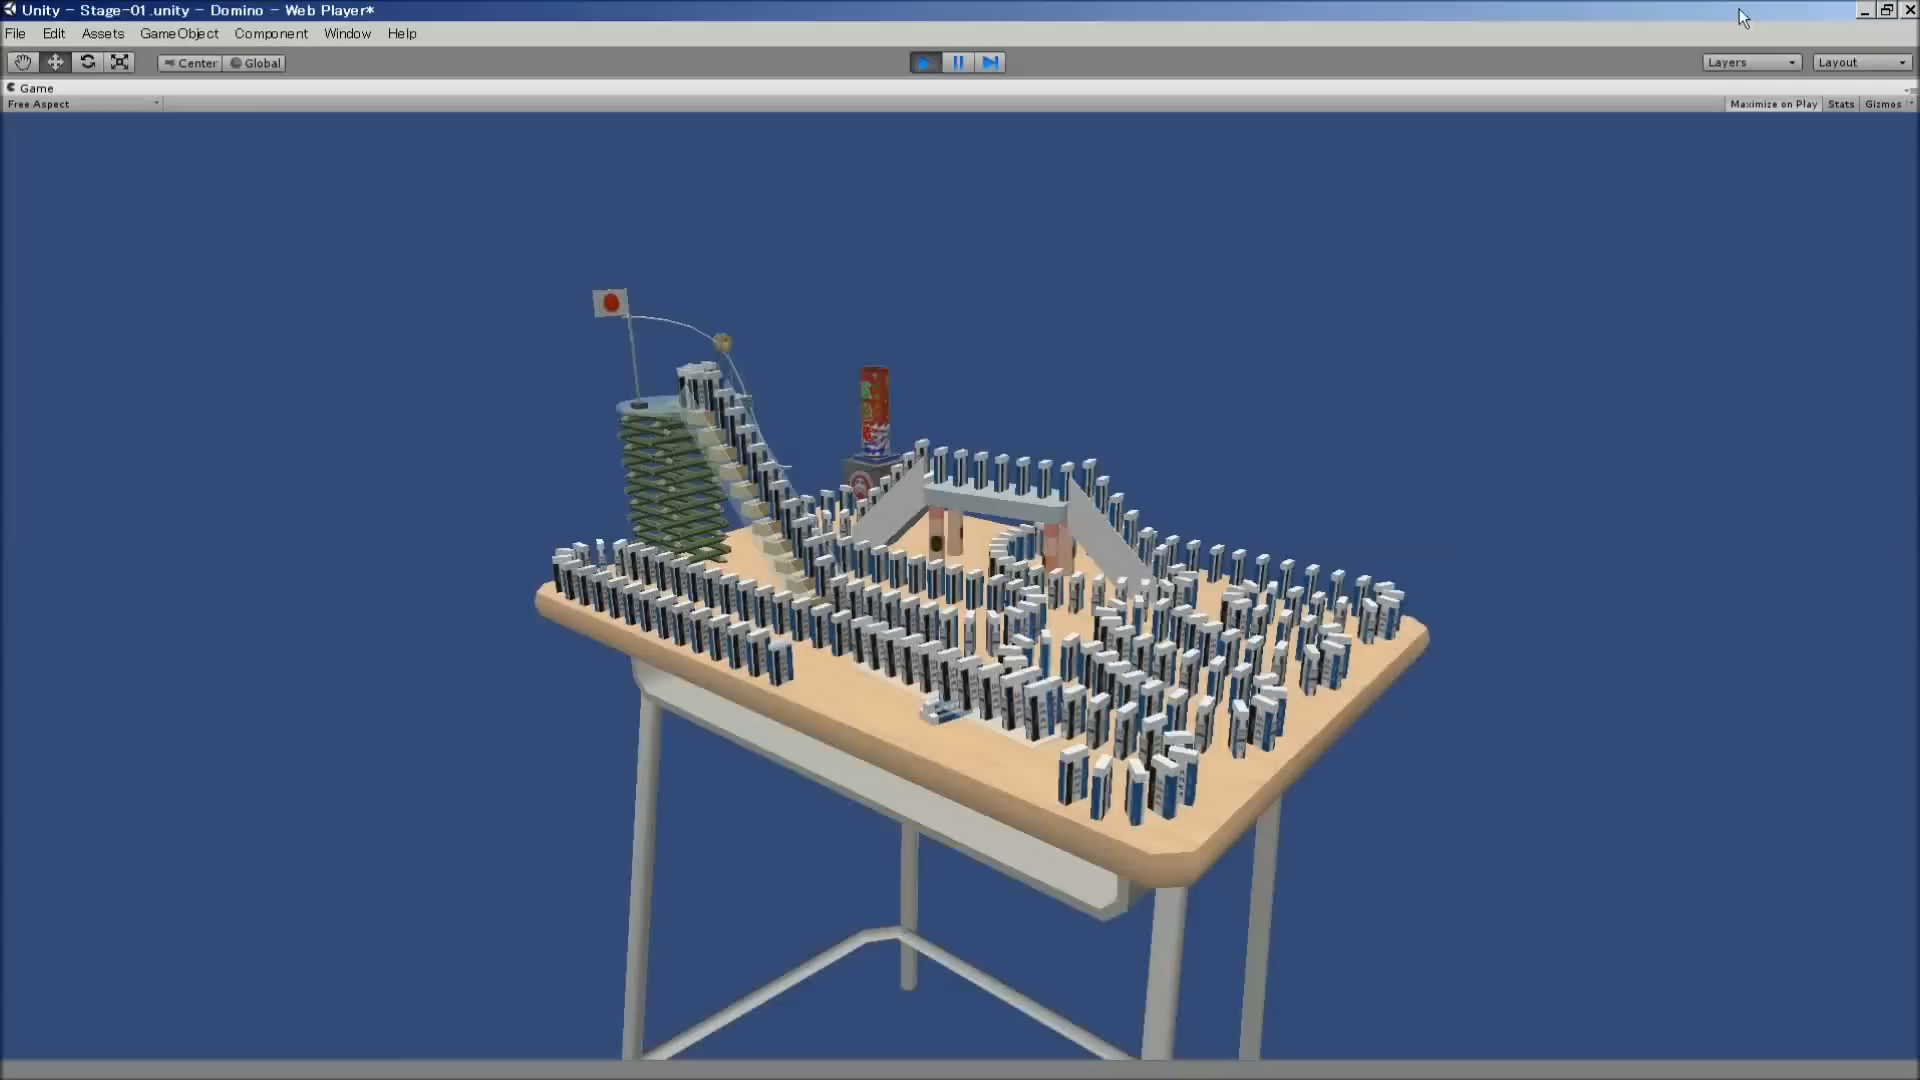 Unity - Stage-01.unity - Domino - Web Player*
File Edit Assets GameObject Component Window Help
Center Global Layers Layout
Game
Free Aspect Maximize on Play Stats Gizmos